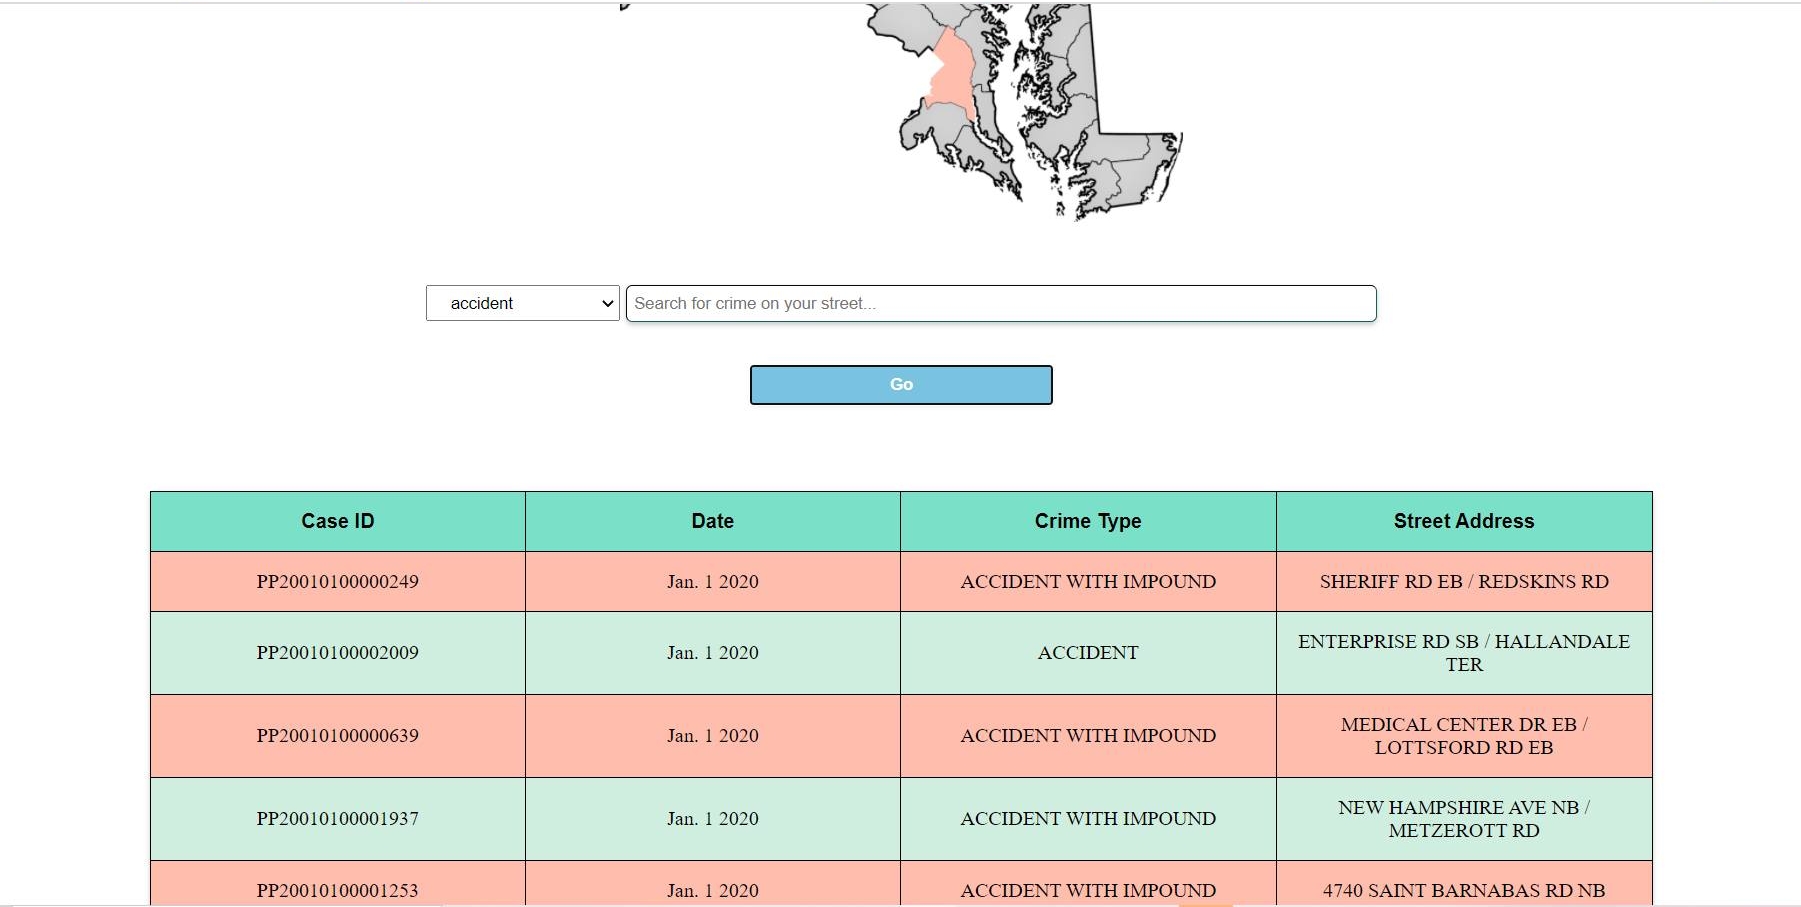 accident
Search for crime on your street...
Go
Case ID Date Crime Type Street Address
PP20010100000249 Jan. 1 2020 ACCIDENT WITH IMPOUND SHERIFF RD EB / REDSKINS RD
PP20010100002009 Jan. 1 2020 ACCIDENT ENTERPRISE RD SB / HALLANDALE
TER
PP20010100000639 Jan. 1 2020 ACCIDENT WITH IMPOUND MEDICAL CENTER DR EB /
LOTTSFORD RD EB
PP20010100001937 Jan. 1 2020 ACCIDENT WITH IMPOUND NEW HAMPSHIRE AVE NB /
METZEROTT RD
PP20010100001253 Jan. 1 2020 ACCIDENT WITH IMPOUND 4740 SAINT BARNABAS RD NB